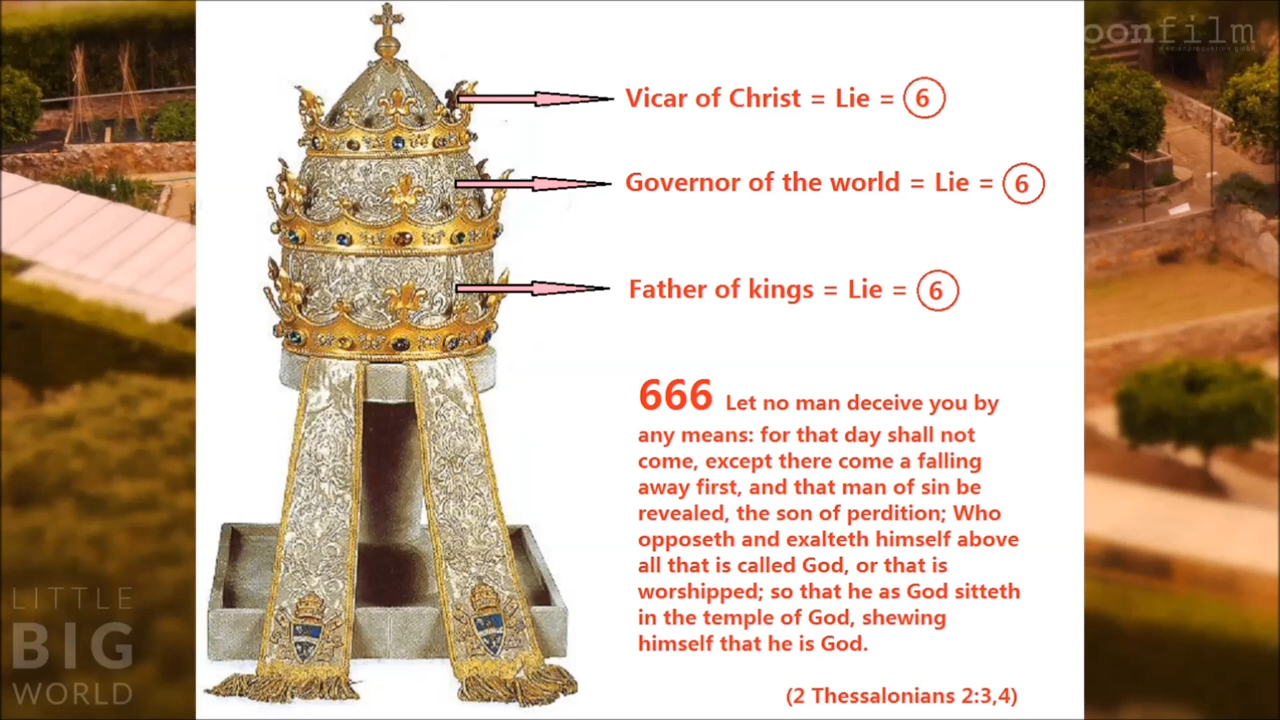 oonfilm
Vicar of Christ = Lie = 6
Governor of the world = Lie = 6
Father of kings = Lie = 6
666 Let no man deceive you by
any means: for that day shall not
come, except there come a falling
away first, and that man of sin be
revealed, the son of perdition; Who
opposeth and exalteth himself above
all that is called God, or that is
worshipped; so that he as God sitteth
in the temple of God, shewing
himself that he is God.
(2 Thessalonians 2:3,4)
LITTLE
BIG
WORLD